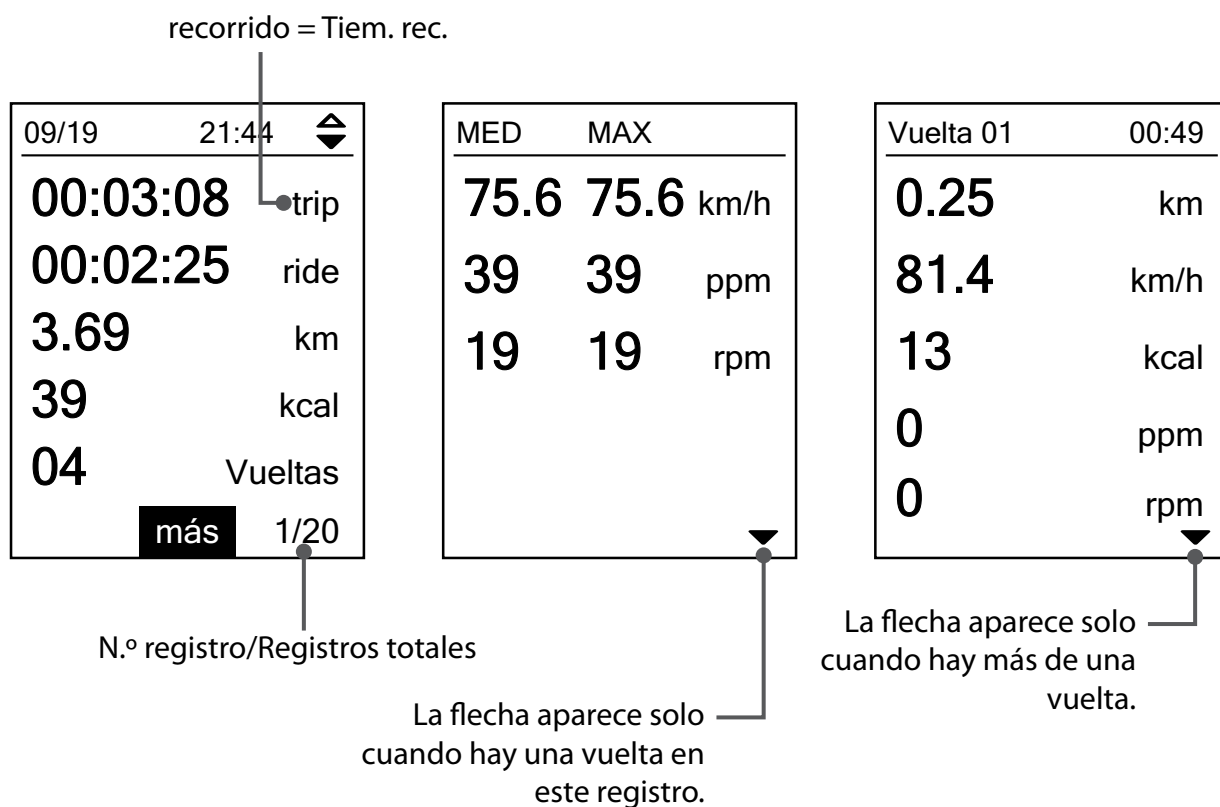 recorrido = Tiem. rec.
09/19 21:44
00:03:08 trip
00:02:25 ride
3.69 km
39 kcal
04 Vueltas
más 1/20
N.º registro/Registros totales
MED MAX
75.6 75.6 km/h
39 39 ppm
19 19 rpm
La flecha aparece solo
cuando hay una vuelta en
este registro.
Vuelta 01 00:49
0.25 km
81.4 km/h
13 kcal
0 ppm
0 rpm
La flecha aparece solo
cuando hay más de una
vuelta.